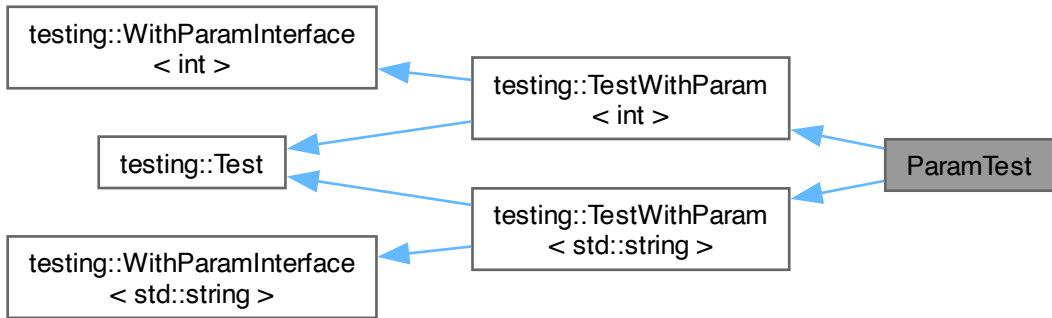 testing::WithParamInterface
< int >
testing::TestWithParam
< int >
testing::Test
ParamTest
testing::TestWithParam
< std::string >
testing::WithParamInterface
< std::string >